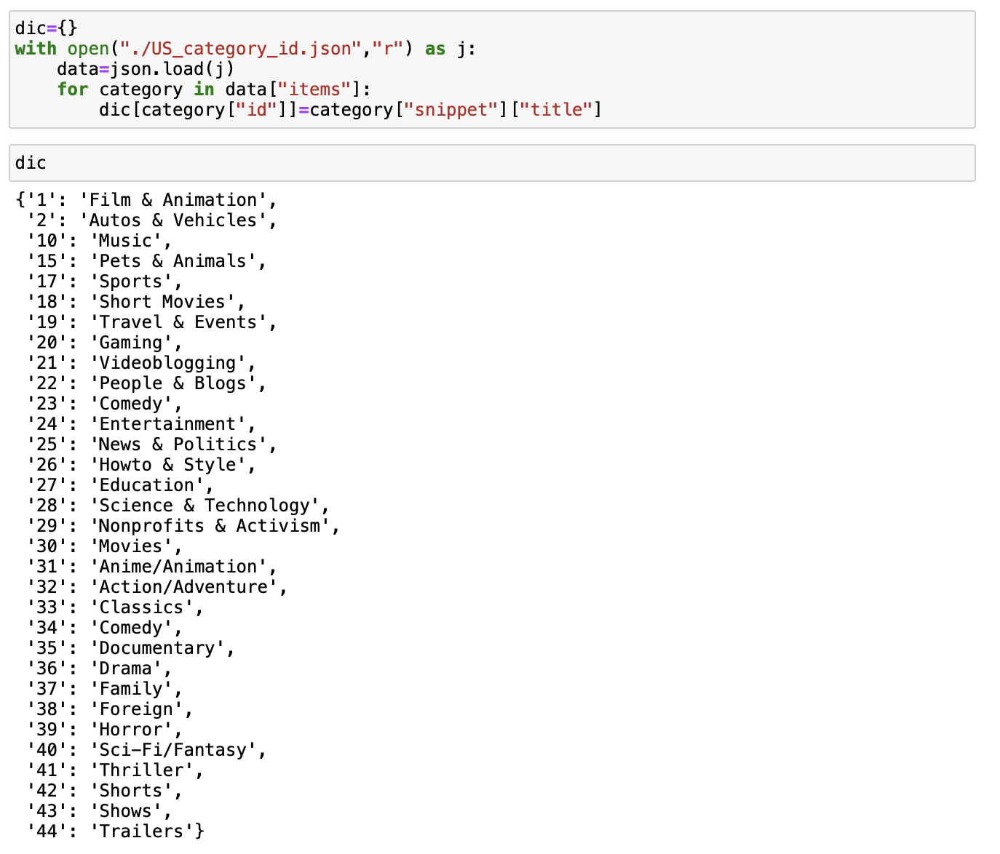 dic={}
with open("./US_category_id.json","r") as j:
    data=json.load(j)
    for category in data["items"]:
        dic[category["id"]]=category["snippet"]["title"]
dic
{'1': 'Film & Animation',
 '2': 'Autos & Vehicles',
 '10': 'Music',
 '15': 'Pets & Animals',
 '17': 'Sports',
 '18': 'Short Movies',
 '19': 'Travel & Events',
 '20': 'Gaming',
 '21': 'Videoblogging',
 '22': 'People & Blogs',
 '23': 'Comedy',
 '24': 'Entertainment',
 '25': 'News & Politics',
 '26': 'Howto & Style',
 '27': 'Education',
 '28': 'Science & Technology',
 '29': 'Nonprofits & Activism',
 '30': 'Movies',
 '31': 'Anime/Animation',
 '32': 'Action/Adventure',
 '33': 'Classics',
 '34': 'Comedy',
 '35': 'Documentary',
 '36': 'Drama',
 '37': 'Family',
 '38': 'Foreign',
 '39': 'Horror',
 '40': 'Sci-Fi/Fantasy',
 '41': 'Thriller',
 '42': 'Shorts',
 '43': 'Shows',
 '44': 'Trailers'}